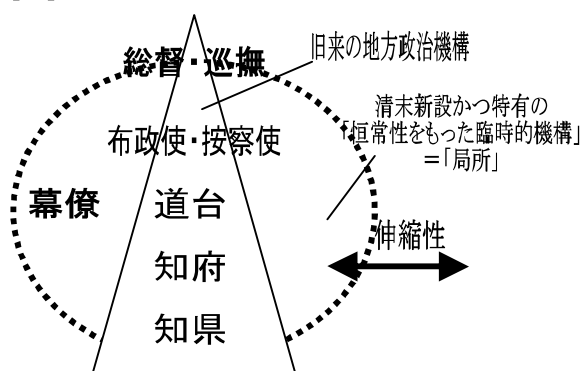 総督・巡撫
旧来の地方政治機構
清末新設かつ特有の
「恒常性をもった臨時的機構」
＝「局所」
布政使・按察使
幕僚
道台
伸縮性
知府
知県